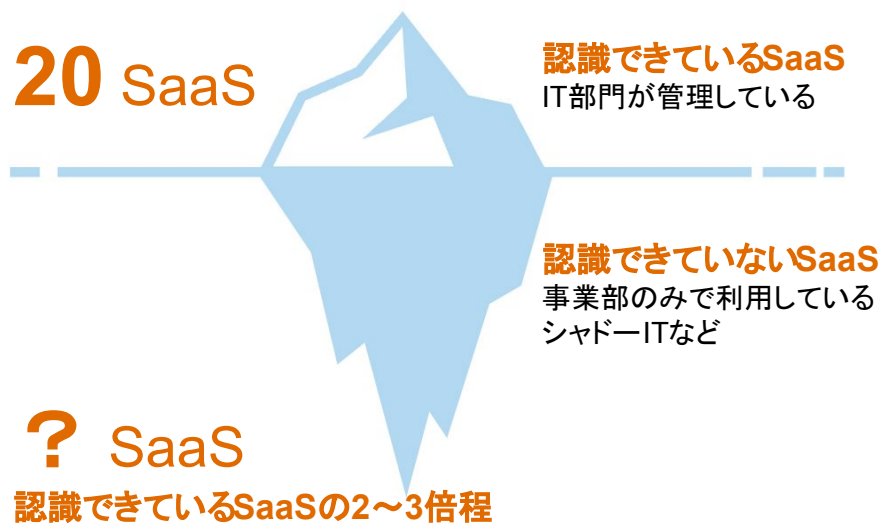 20 SaaS
認識できているSaaS
IT部門が管理している
認識できていないSaaS
事業部のみで利用している
シャドーITなど
? SaaS
認識できているSaaSの2～3倍程